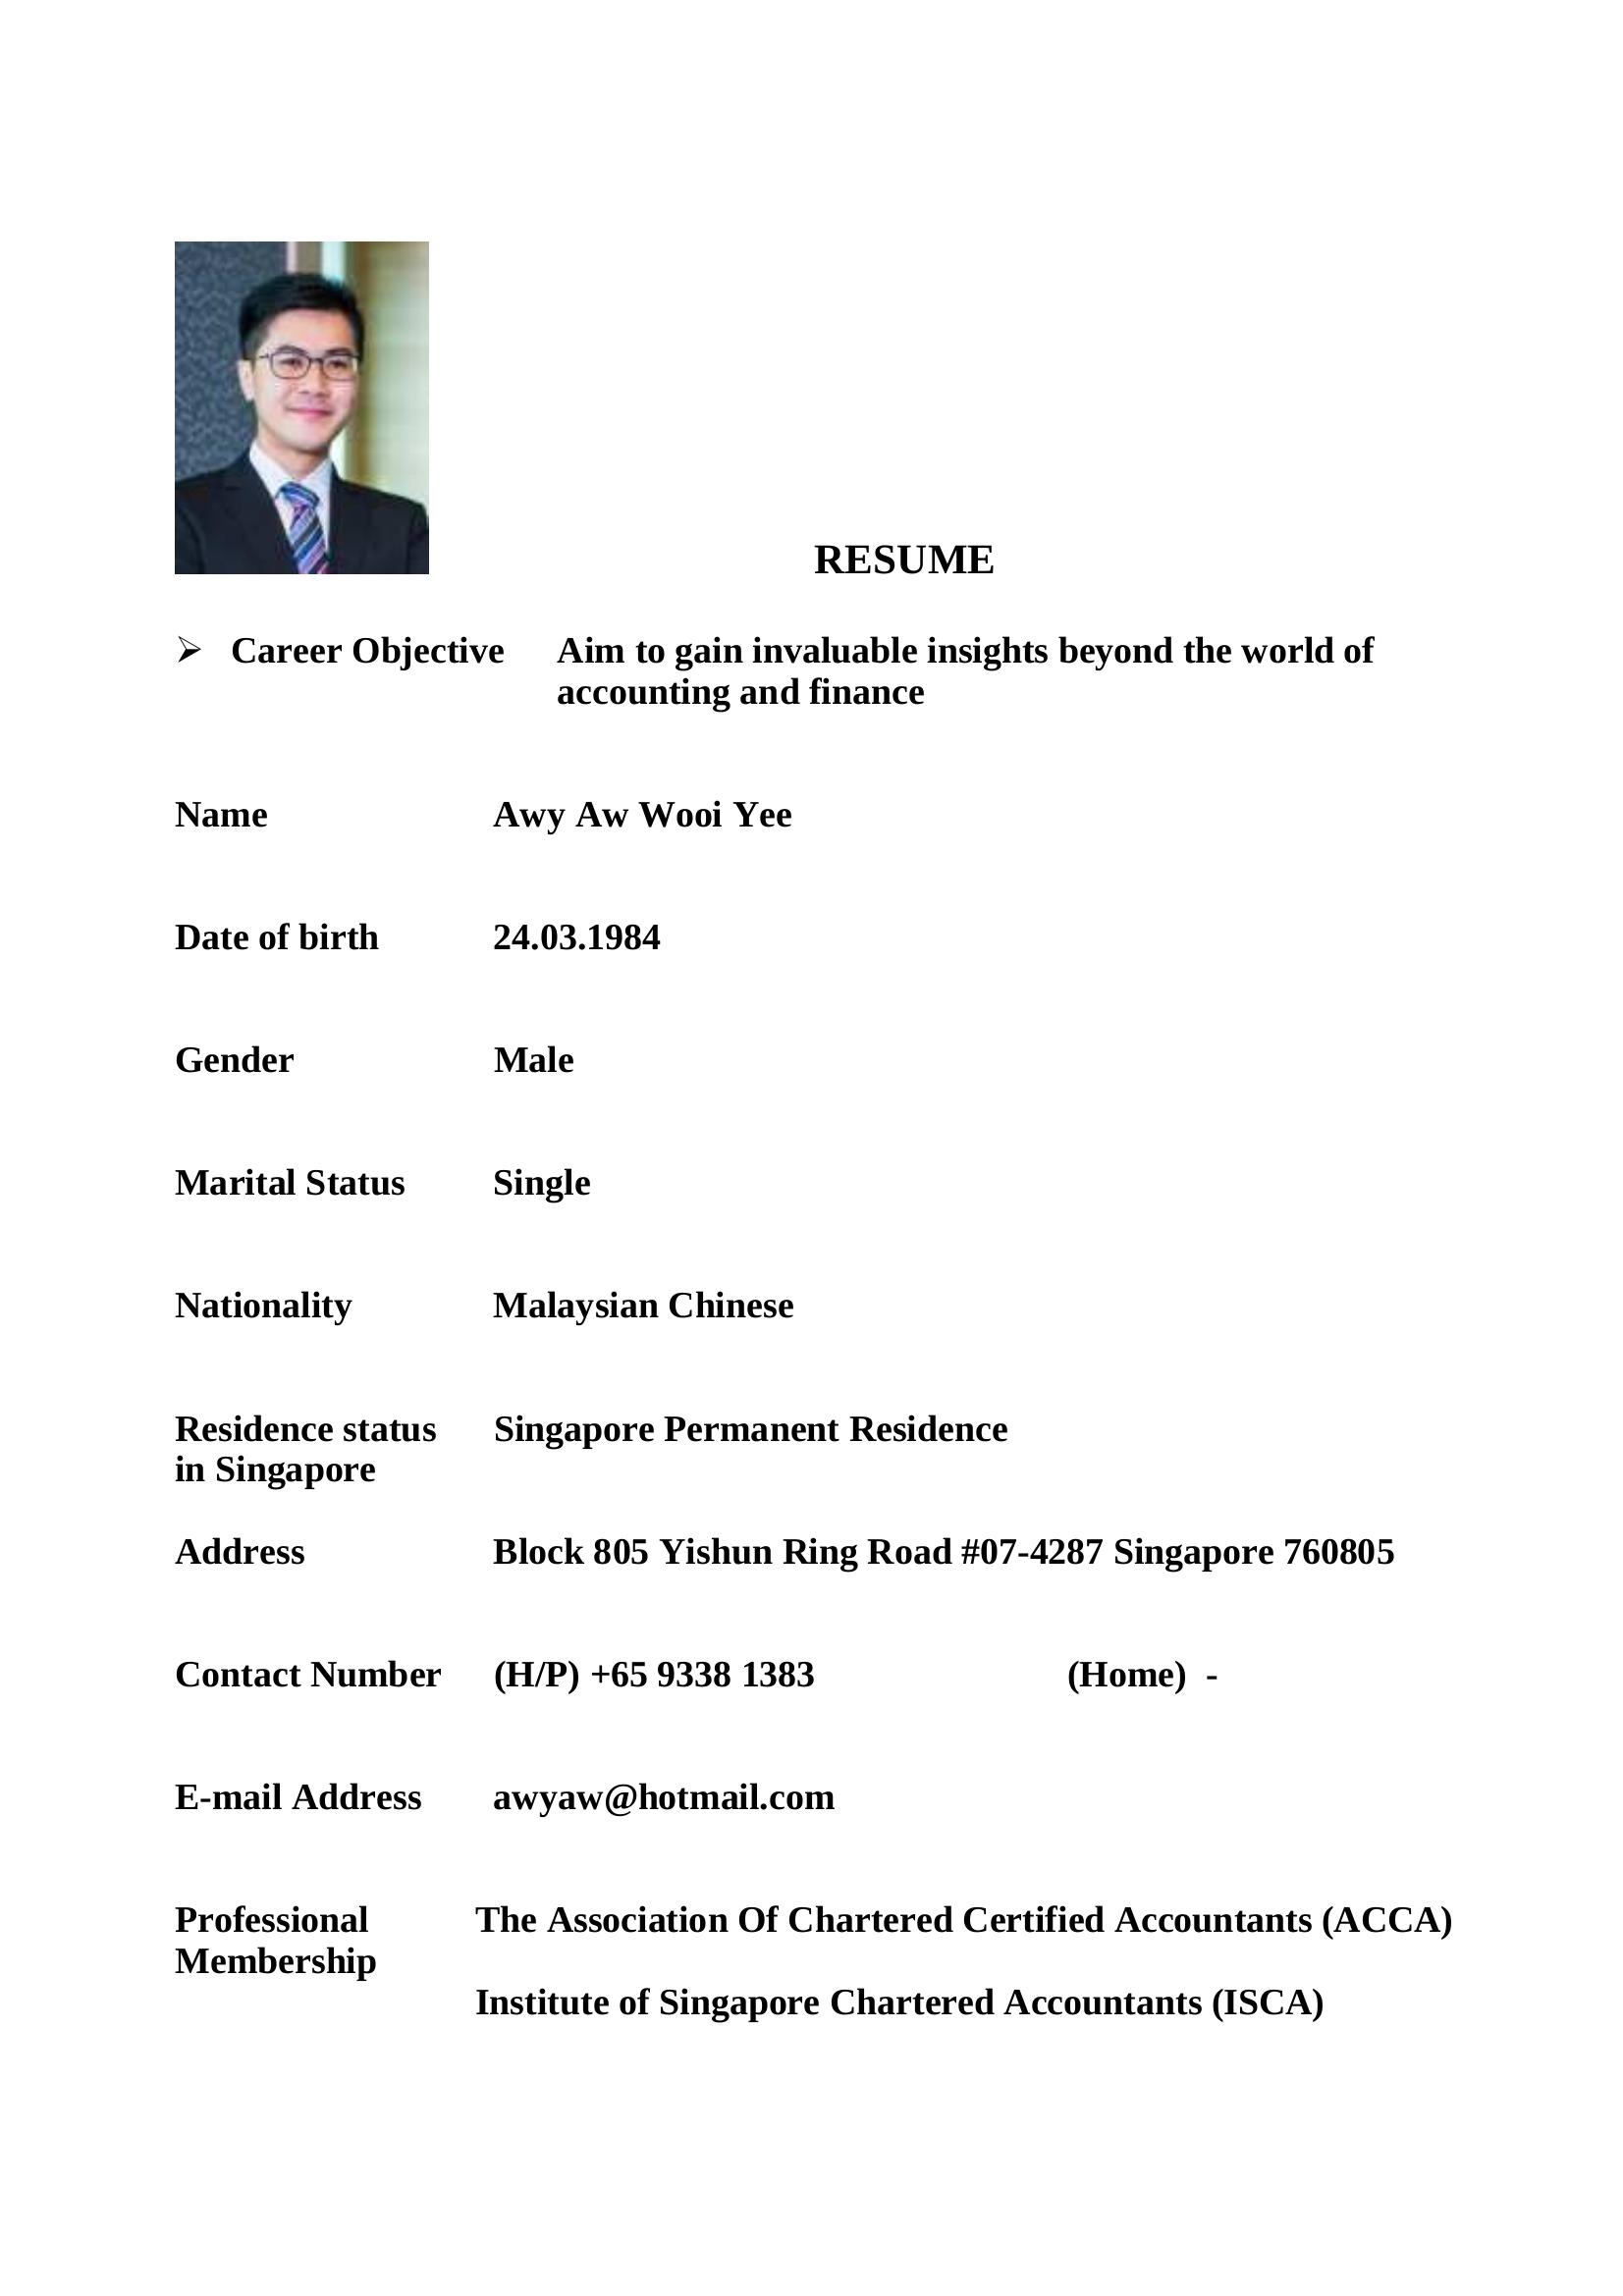 RESUME
➢ Career Objective Aim to gain invaluable insights beyond the world of
accounting and finance
Name Awy Aw Wooi Yee
Date of birth 24.03.1984
Gender Male
Marital Status Single
Nationality Malaysian Chinese
Residence status Singapore Permanent Residence
in Singapore
Address Block 805 Yishun Ring Road #07-4287 Singapore 760805
Contact Number (H/P) +65 9338 1383 (Home) -
E-mail Address awyaw@hotmail.com
Professional The Association Of Chartered Certified Accountants (ACCA)
Membership
Institute of Singapore Chartered Accountants (ISCA)